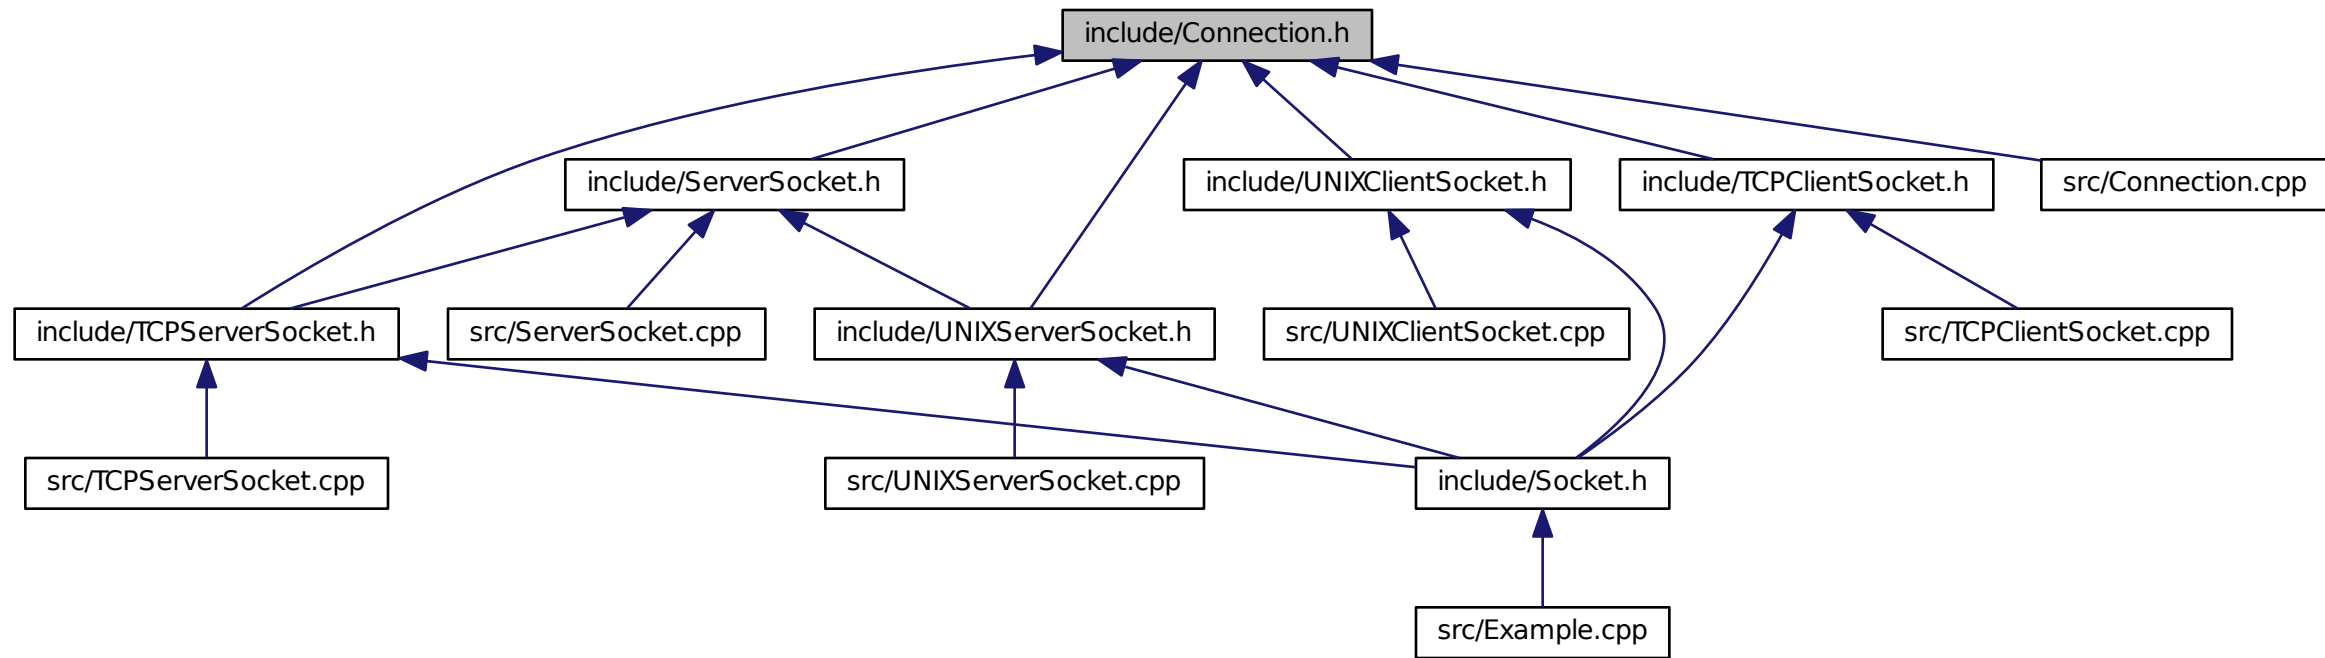 include/Connection.h
include/ServerSocket.h
include/UNIXClientSocket.h
include/TCPClientSocket.h
src/Connection.cpp
include/TCPServerSocket.h
src/ServerSocket.cpp
include/UNIXServerSocket.h
src/UNIXClientSocket.cpp
src/TCPClientSocket.cpp
src/TCPServerSocket.cpp
src/UNIXServerSocket.cpp
include/Socket.h
src/Example.cpp